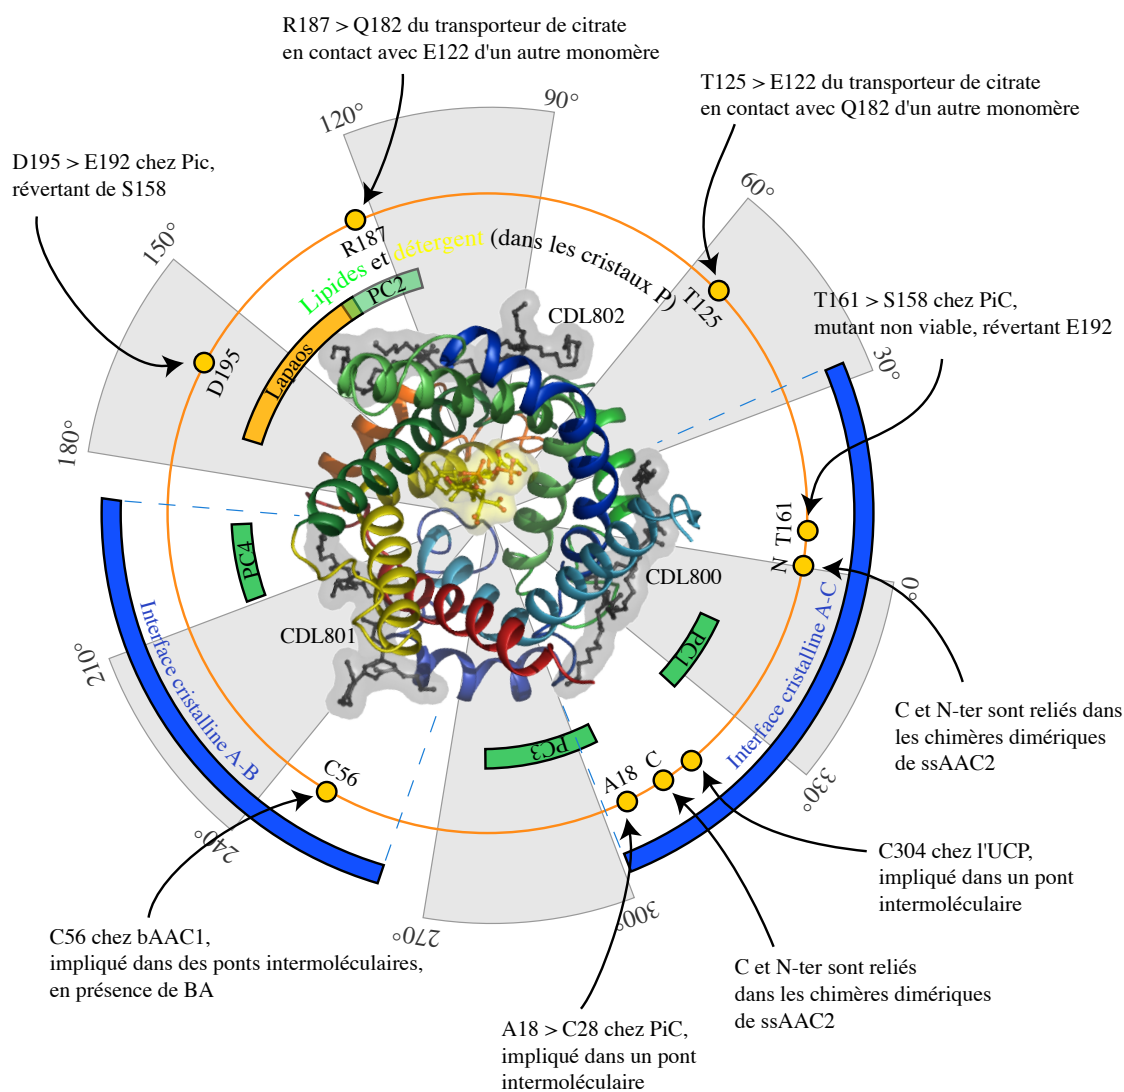 R187 > Q182 du transporteur de citrate
en contact avec E122 d'un autre monomère
T125 > E122 du transporteur de citrate
en contact avec Q182 d'un autre monomère
D195 > E192 chez Pic,
révertant de S158
T161 > S158 chez PiC,
mutant non viable, révertant E192
90°
120°
60°
150°
30°
180°
0°
210°
330°
240°
300°
270°
R187
T125
D195
T161
N
C56
A18
C
Lipides et détergent (dans les cristaux P)
PC2
Lapaos
CDL802
PC4
CDL800
CDL801
PC1
PC3
Interface cristalline A-B
Interface cristalline A-C
C et N-ter sont reliés dans
les chimères dimériques
de ssAAC2
C304 chez l'UCP,
impliqué dans un pont
intermoléculaire
C56 chez bAAC1,
impliqué dans des ponts intermoléculaires,
en présence de BA
C et N-ter sont reliés
dans les chimères dimériques
de ssAAC2
A18 > C28 chez PiC,
impliqué dans un pont
intermoléculaire